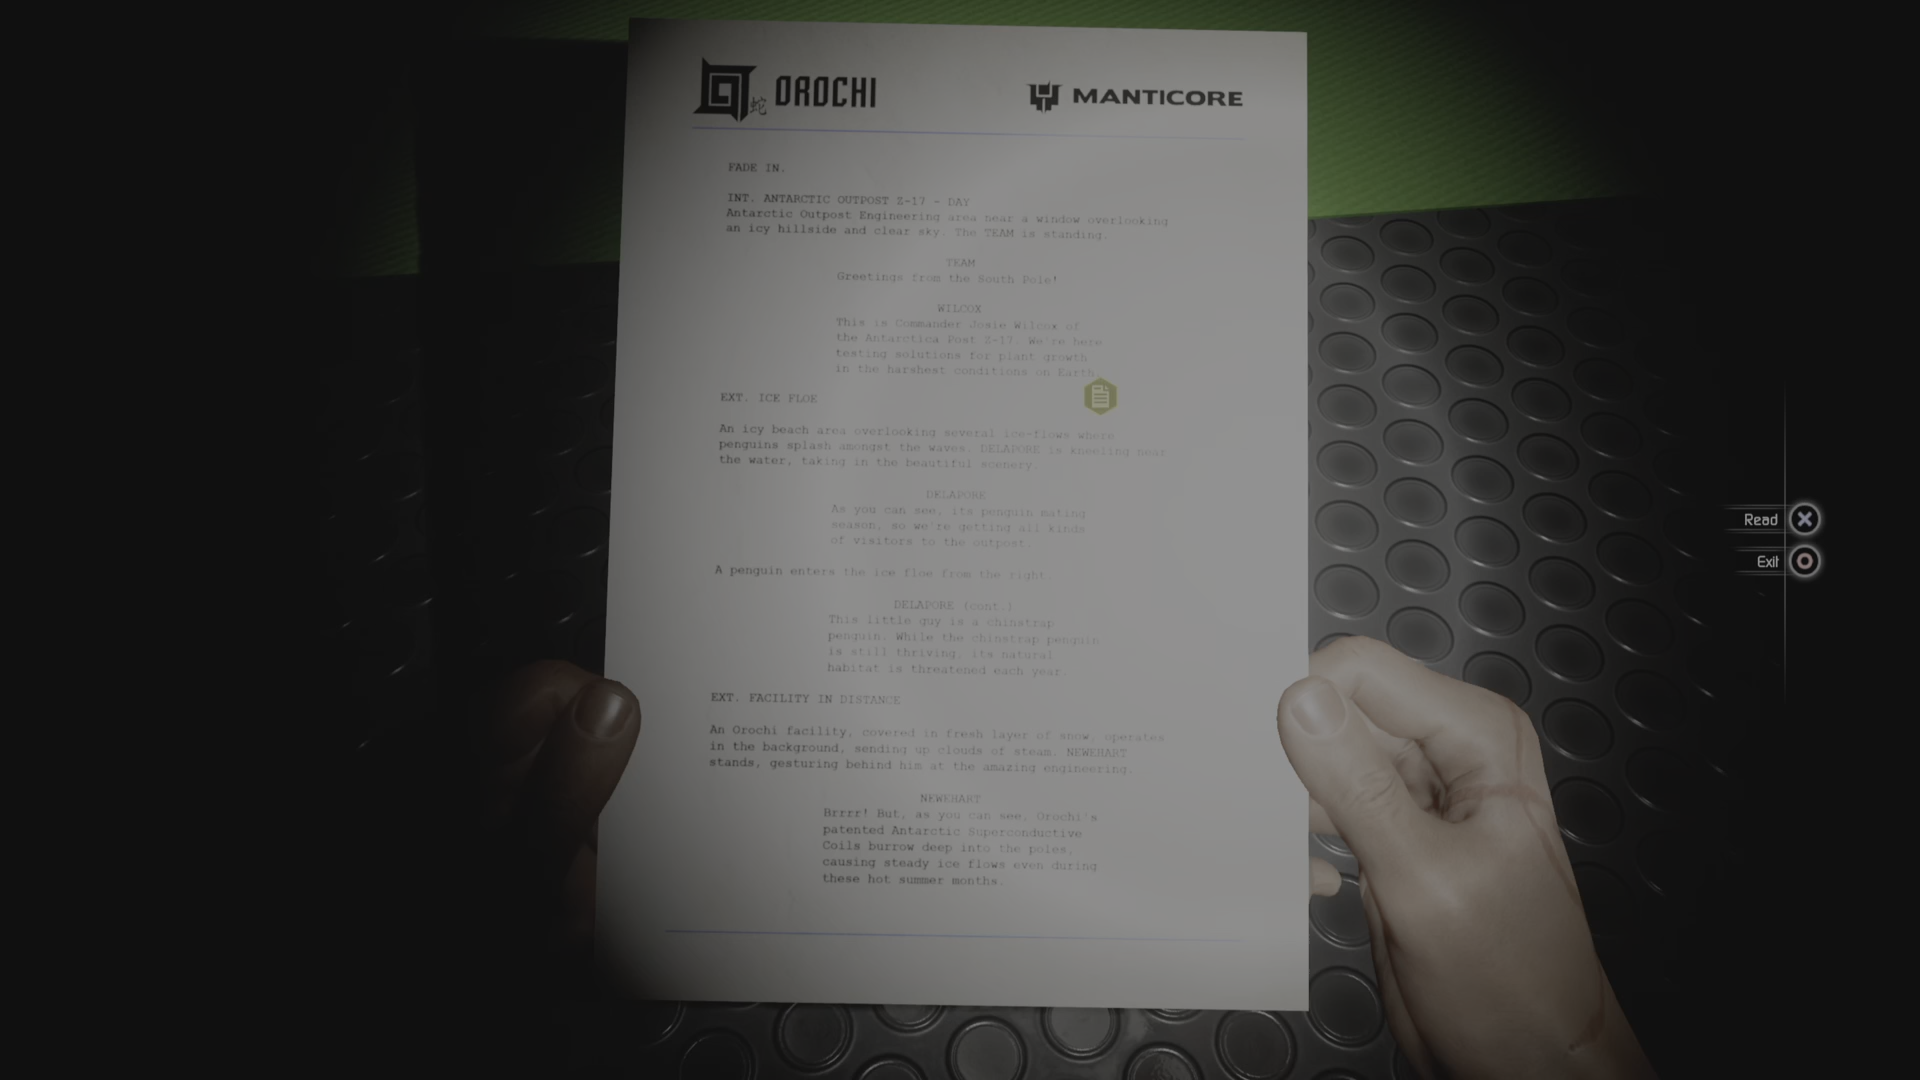 蛇 OROCHI
MANTICORE
FADE IN.
INT. ANTARCTIC OUTPOST Z-17 - DAY
Antarctic Outpost Engineering area near a window overlooking
an icy hillside and clear sky. The TEAM is standing.
TEAM
Greetings from the South Pole!
WILCOX
This is Commander Josie Wilcox of
the Antarctica Post Z-17. We're here
testing solutions for plant growth
in the harshest conditions on Earth.
EXT. ICE FLOE
An icy beach area overlooking several ice-flows where
penguins splash amongst the waves. DELAPORE is kneeling near
the water, taking in the beautiful scenery.
DELAPORE
As you can see, its penguin mating
season, so we're getting all kinds
of visitors to the outpost.
A penguin enters the ice floe from the right
DELAPORE (cont.)
This little guy is a chinstrap
penguin. While the chinstrap penguin
is still thriving, its natural
habitat is threatened each year.
EXT. FACILITY IN DISTANCE
An Orochi facility, covered in fresh layer of snow, operates
in the background, sending up clouds of steam. NEWEHART
stands, gesturing behind him at the amazing engineering.
NEWEHART
Brrrr! But, as you can see, Orochi's
patented Antarctic Superconductive
Coils burrow deep into the poles,
causing steady ice flows even during
these hot summer months.
Read
Exit